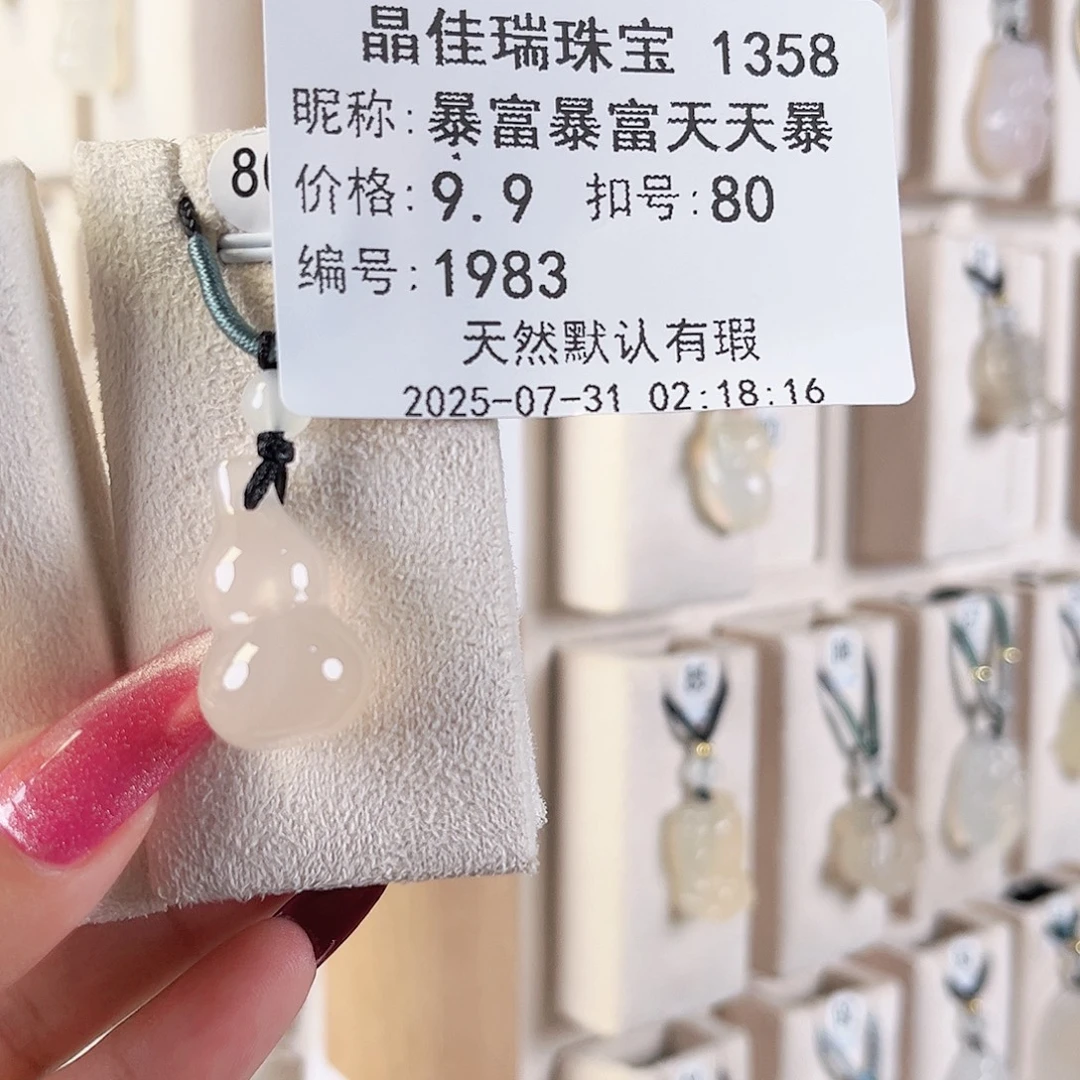 晶佳瑞珠宝 1358
昵称:暴富暴富天天暴
价格:9.9 扣号:80
编号:1983
天然默认有瑕
2025-07-31 02:18:16